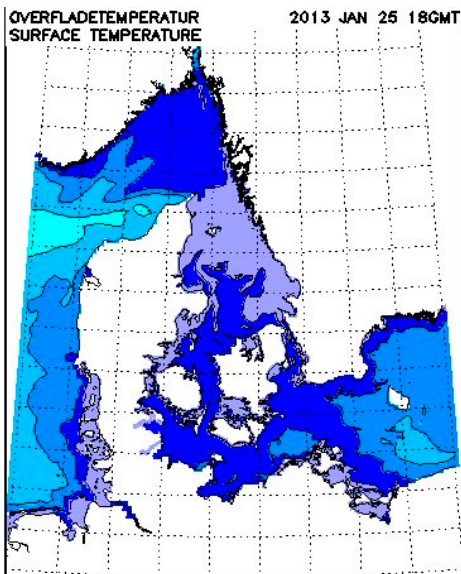 OVERFLADETEMPERATUR 2013 JAN 25 18GMT
SURFACE TEMPERATURE